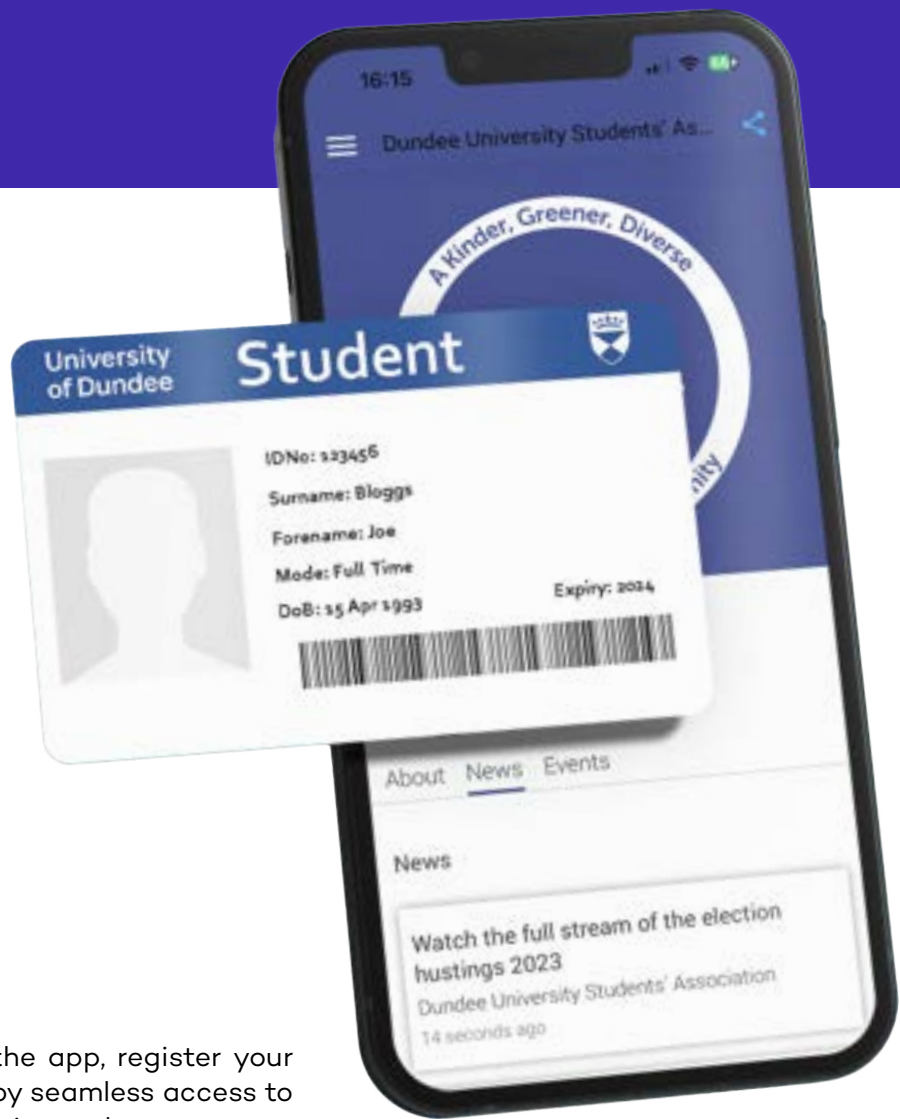 16:15
Dundee University Students' As...
A Kinder, Greener, Diverse
University
of Dundee
Student
IDNo: 123456
Surname: Bloggs
Forename: Joe
Mode: Full Time
DoB: 15 Apr 1993
Expiry: 2024
nity
About News Events
News
Watch the full stream of the election
hustings 2023
Dundee University Students' Association
14 seconds ago
the app, register your
by seamless access to